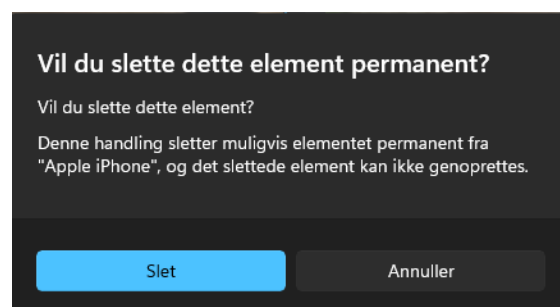 Vil du slette dette element permanent?
Vil du slette dette element?
Denne handling sletter muligvis elementet permanent fra
"Apple iPhone", og det slettede element kan ikke genoprettes.
Slet
Annuller